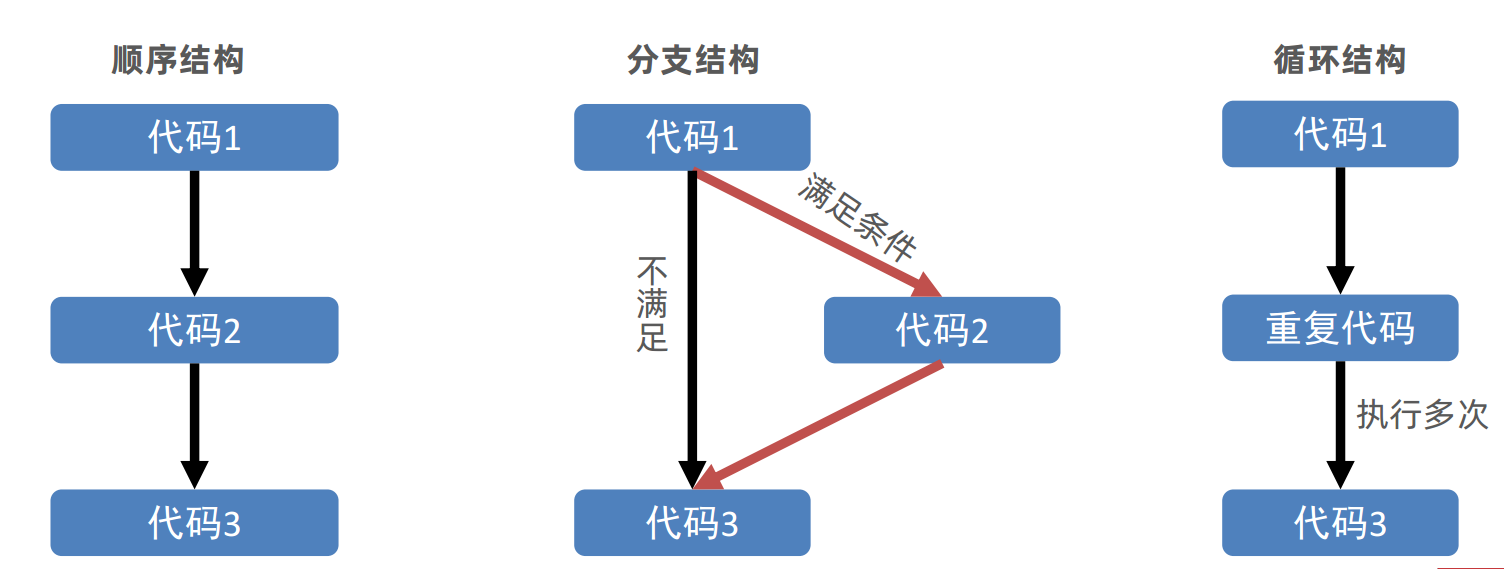 顺序结构
代码1
代码2
代码3
分支结构
代码1
满足条件
不满足
代码2
代码3
循环结构
代码1
重复代码
执行多次
代码3